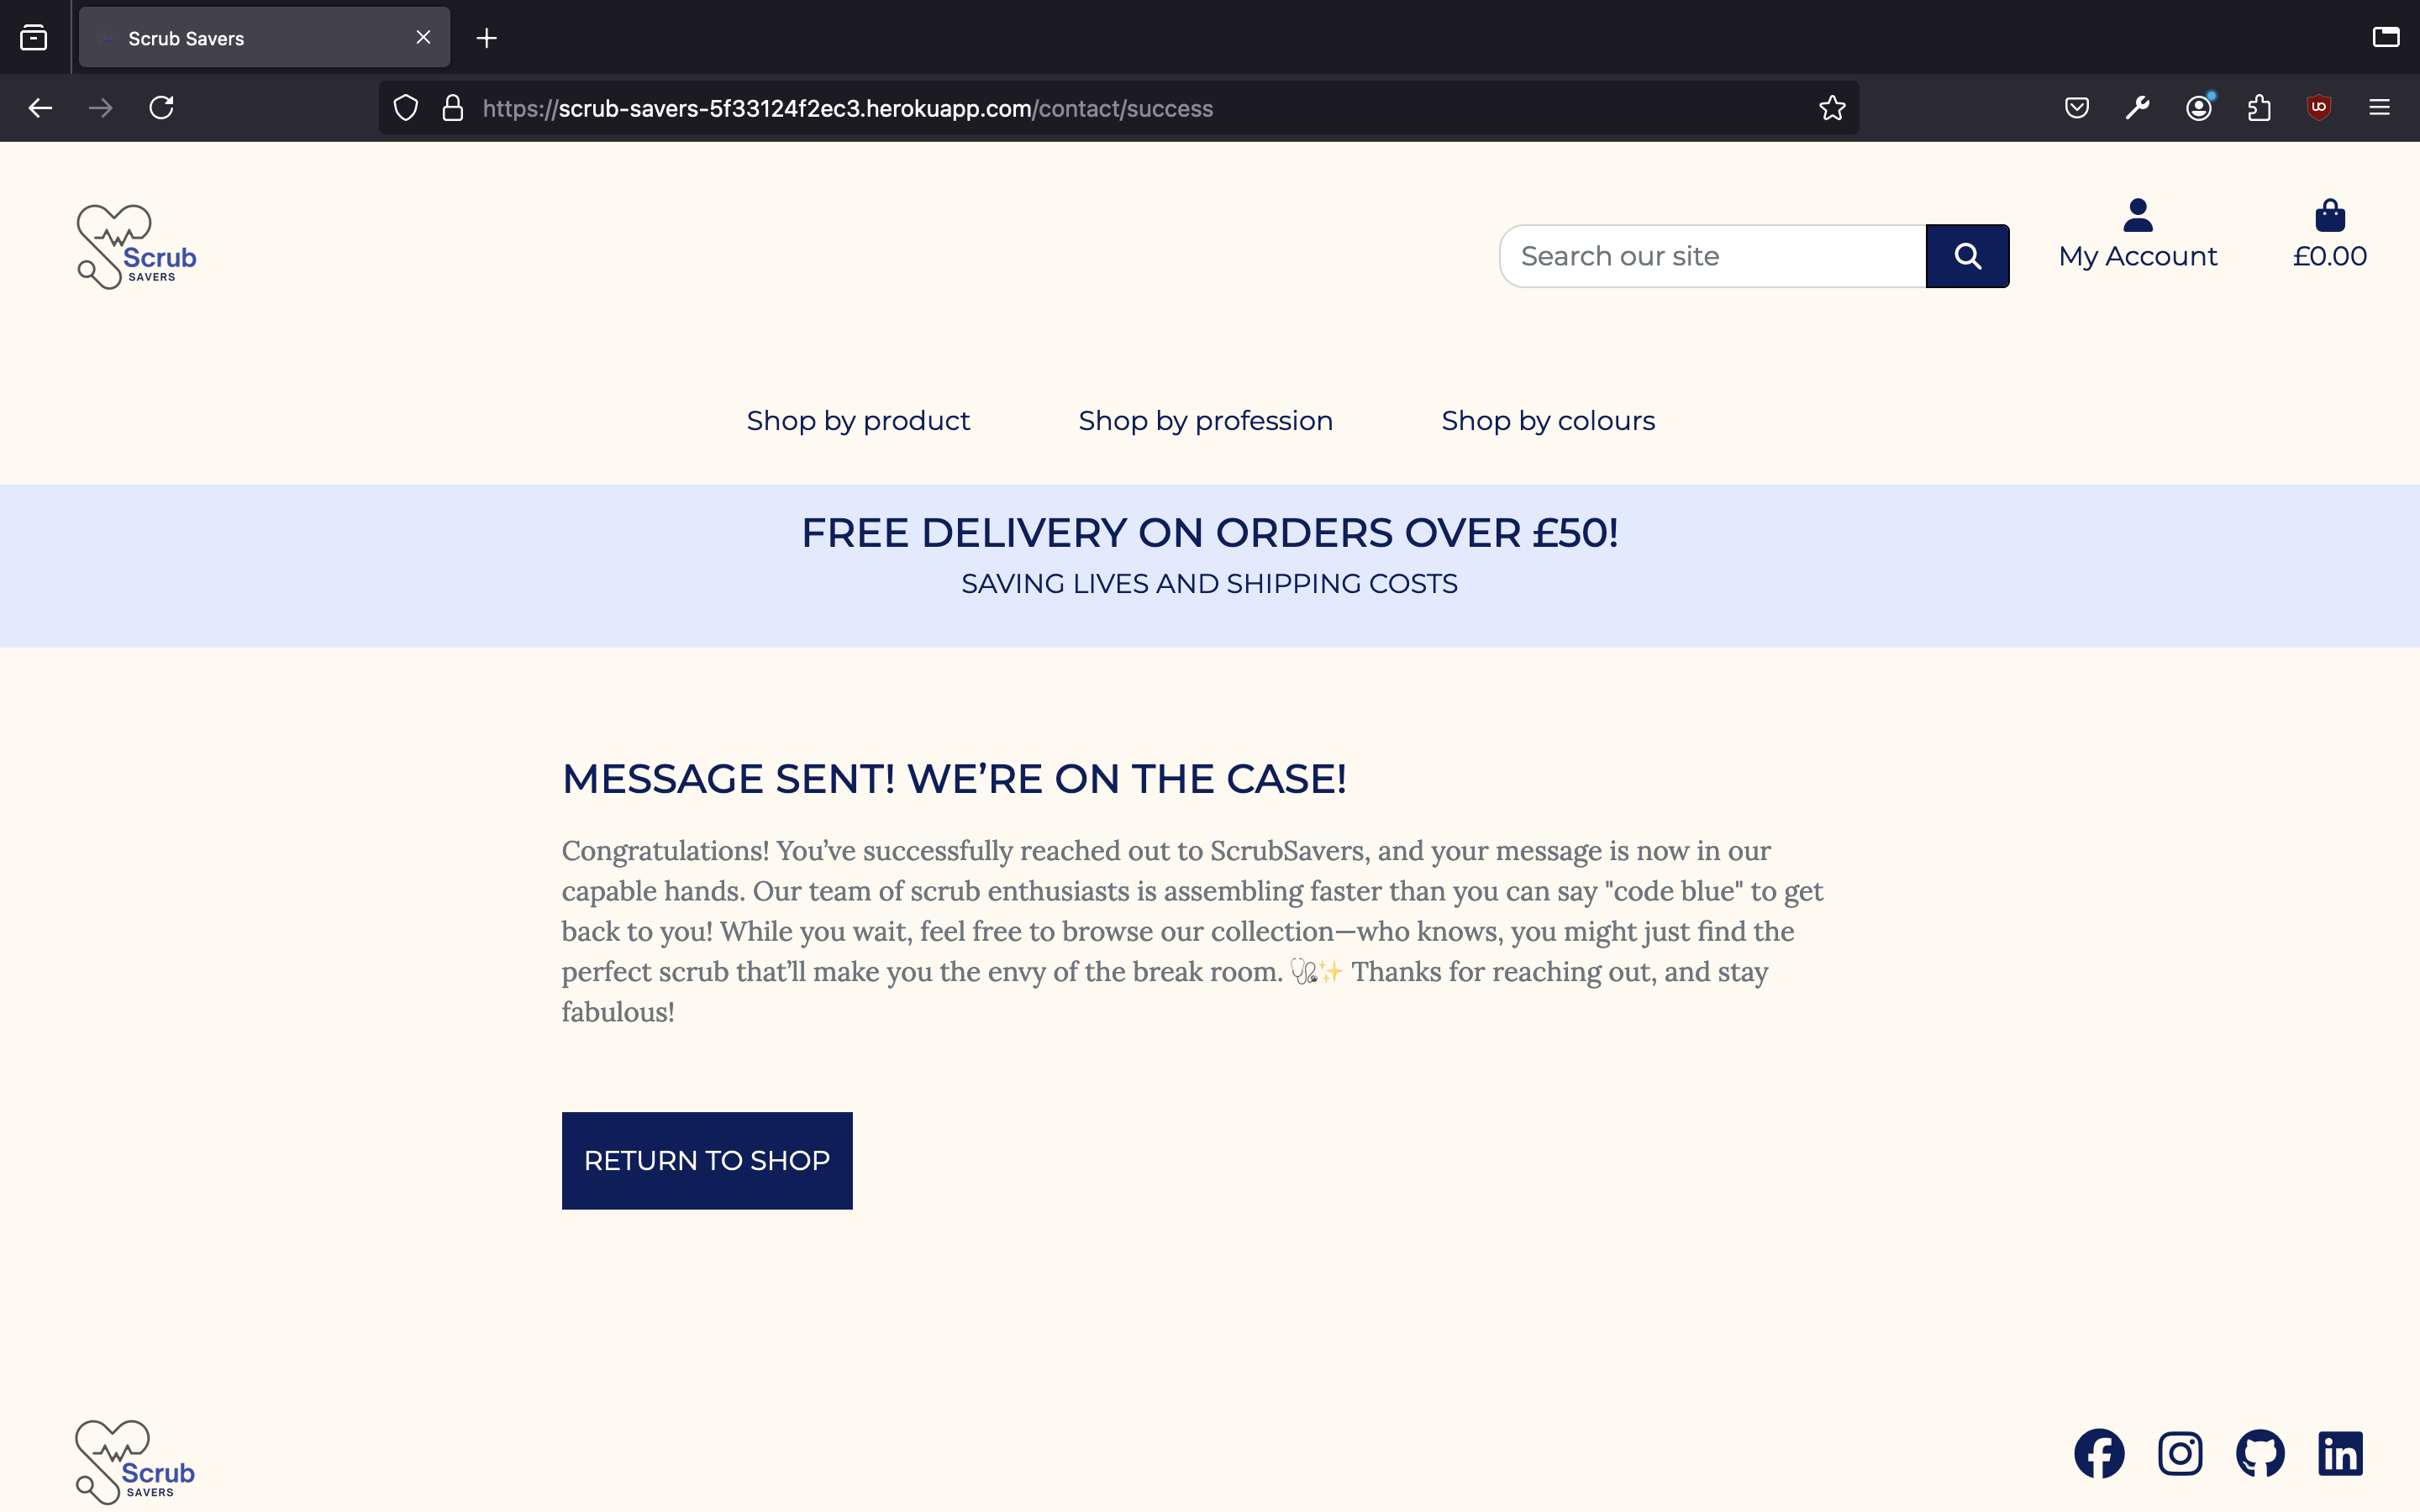 Scrub Savers
https://scrub-savers-5f33124f2ec3.herokuapp.com/contact/success
Scrub
SAVERS
Search our site
My Account
£0.00
Shop by product
Shop by profession
Shop by colours
FREE DELIVERY ON ORDERS OVER £50!
SAVING LIVES AND SHIPPING COSTS
MESSAGE SENT! WE’RE ON THE CASE!
Congratulations! You’ve successfully reached out to ScrubSavers, and your message is now in our
capable hands. Our team of scrub enthusiasts is assembling faster than you can say "code blue" to get
back to you! While you wait, feel free to browse our collection—who knows, you might just find the
perfect scrub that’ll make you the envy of the break room. 🩺✨ Thanks for reaching out, and stay
fabulous!
RETURN TO SHOP
Scrub
SAVERS